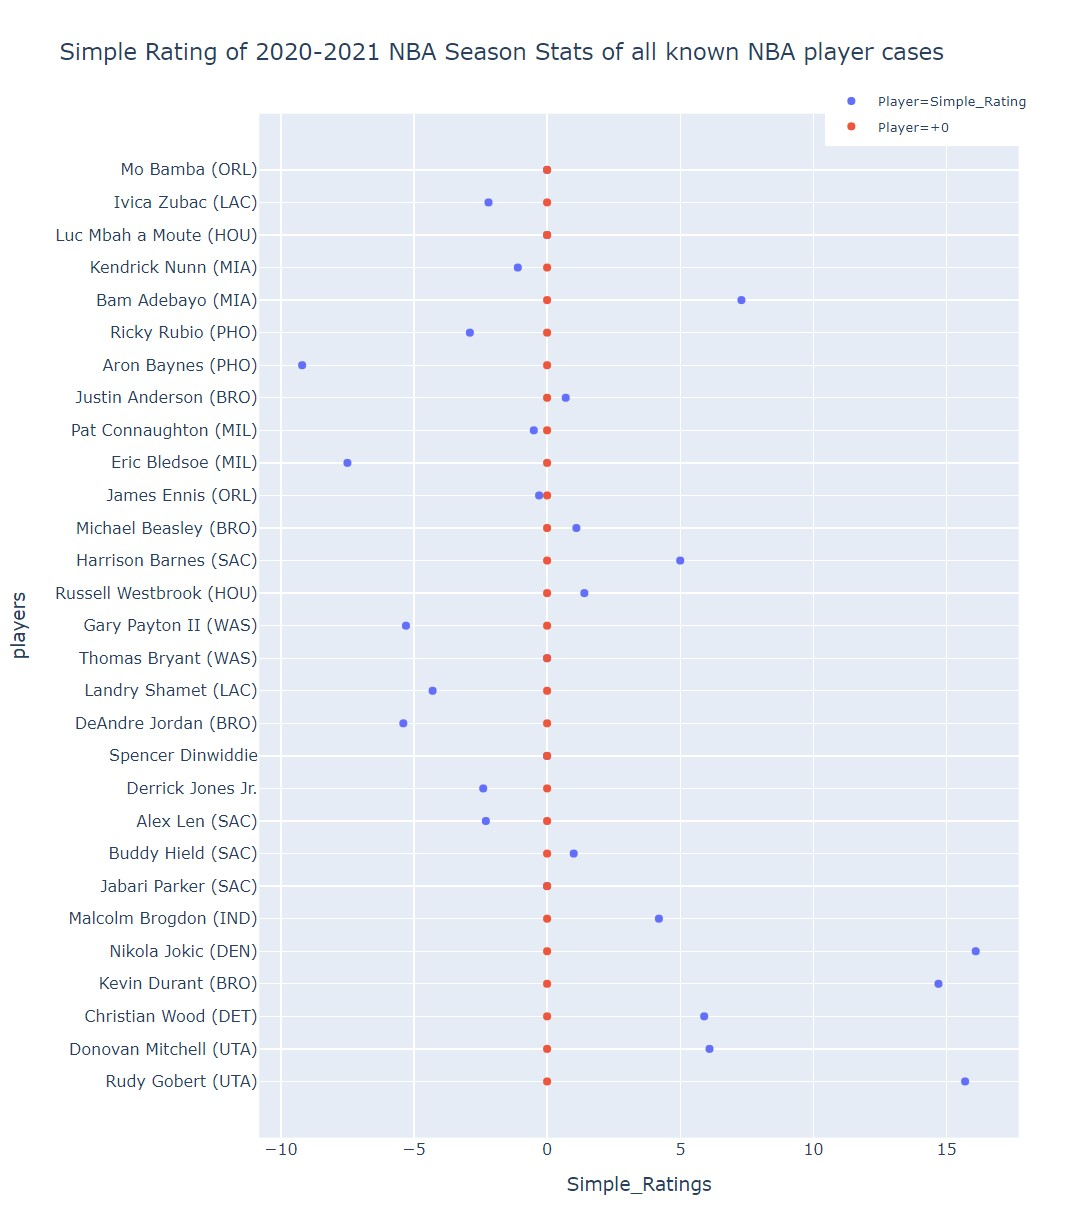 Simple Rating of 2020-2021 NBA Season Stats of all known NBA player cases
Player=Simple_Rating
Player=+0
Mo Bamba (ORL)
Ivica Zubac (LAC)
Luc Mbah a Moute (HOU)
Kendrick Nunn (MIA)
Bam Adebayo (MIA)
Ricky Rubio (PHO)
Aron Baynes (PHO)
Justin Anderson (BRO)
Pat Connaughton (MIL)
Eric Bledsoe (MIL)
James Ennis (ORL)
Michael Beasley (BRO)
Harrison Barnes (SAC)
Russell Westbrook (HOU)
Gary Payton II (WAS)
Thomas Bryant (WAS)
Landry Shamet (LAC)
DeAndre Jordan (BRO)
Spencer Dinwiddie
Derrick Jones Jr.
Alex Len (SAC)
Buddy Hield (SAC)
Jabari Parker (SAC)
Malcolm Brogdon (IND)
Nikola Jokic (DEN)
Kevin Durant (BRO)
Christian Wood (DET)
Donovan Mitchell (UTA)
Rudy Gobert (UTA)
players
−10 −5 0 5 10 15
Simple_Ratings